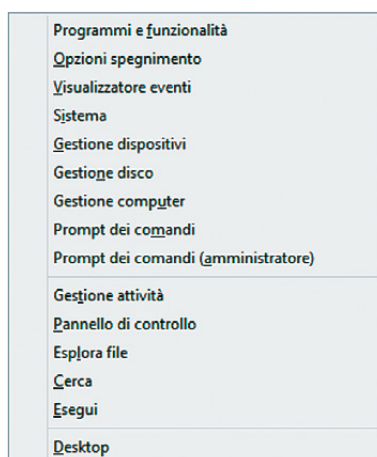 Programmi e funzionalità
Opzioni spegnimento
Visualizzatore eventi
Sistema
Gestione dispositivi
Gestione disco
Gestione computer
Prompt dei comandi
Prompt dei comandi (amministratore)
Gestione attività
Pannello di controllo
Esplora file
Cerca
Esegui
Desktop